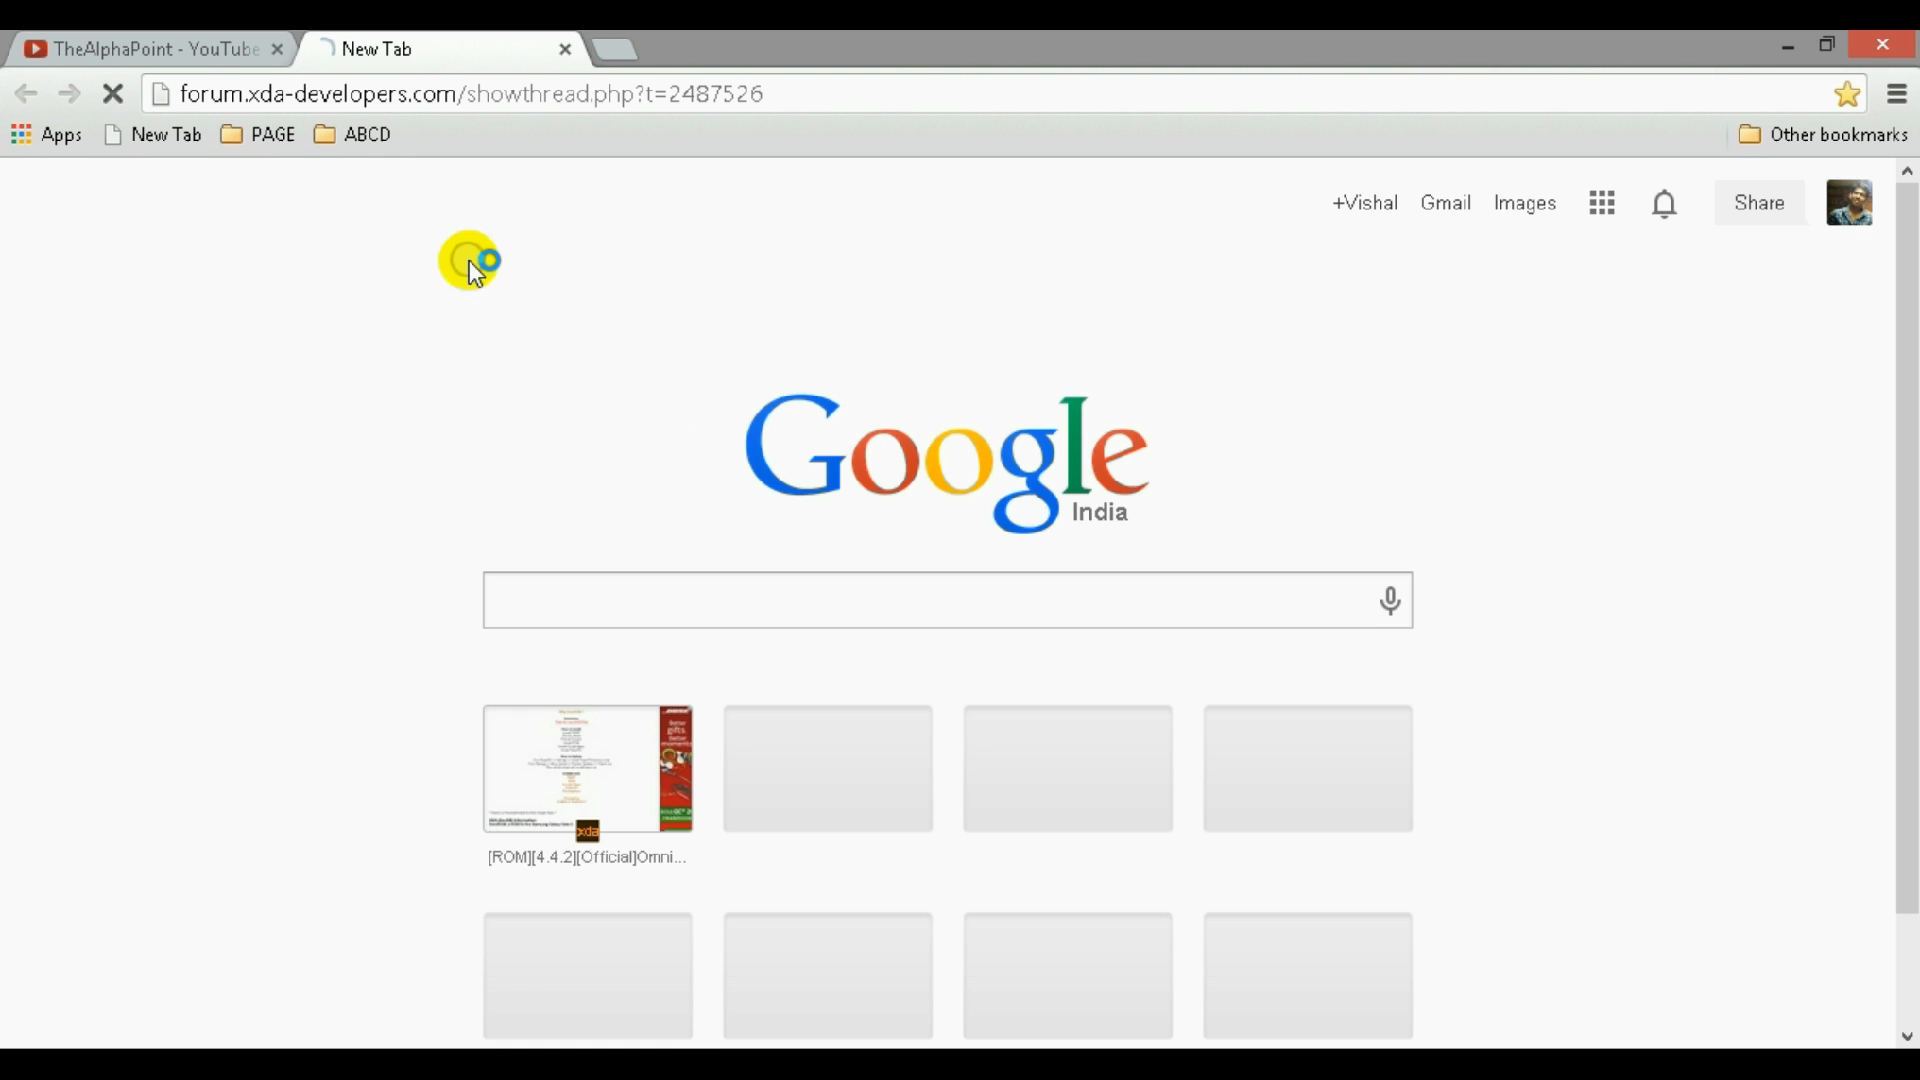 TheAlphaPoint - YouTube
New Tab
forum.xda-developers.com/showthread.php?t=2487526
Apps
New Tab
PAGE
ABCD
Other bookmarks
+Vishal
Gmail
Images
Share
Google
India
xda
[ROM][4.4.2][Official]Omni...